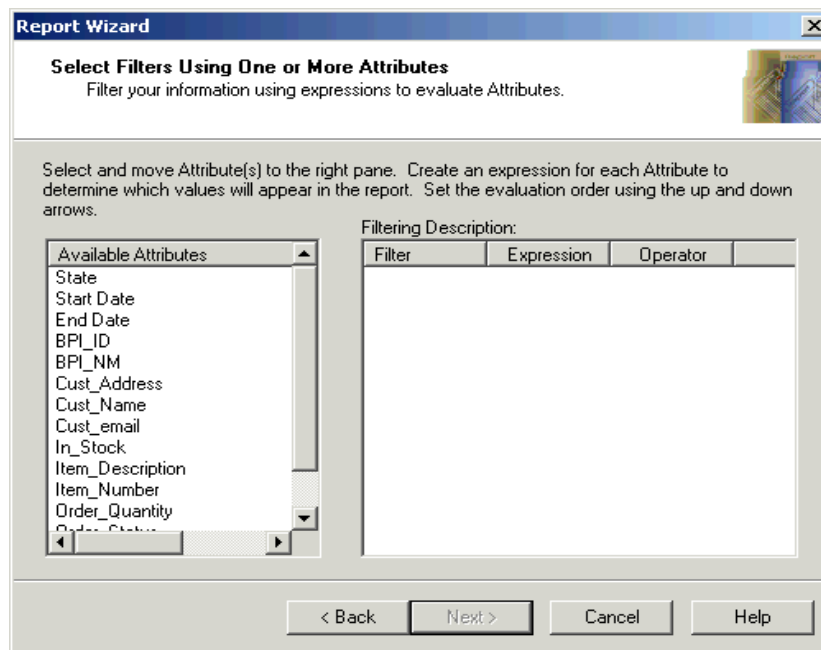 Report Wizard
Select Filters Using One or More Attributes
Filter your information using expressions to evaluate Attributes.
Select and move Attribute(s) to the right pane.  Create an expression for each Attribute to
determine which values will appear in the report.  Set the evaluation order using the up and down
arrows.
Filtering Description:
Available Attributes
Filter Expression Operator
State
Start Date
End Date
BPI_ID
BPI_NM
Cust_Address
Cust_Name
Cust_email
In_Stock
Item_Description
Item_Number
Order_Quantity
Order_Status
< Back Next > Cancel Help